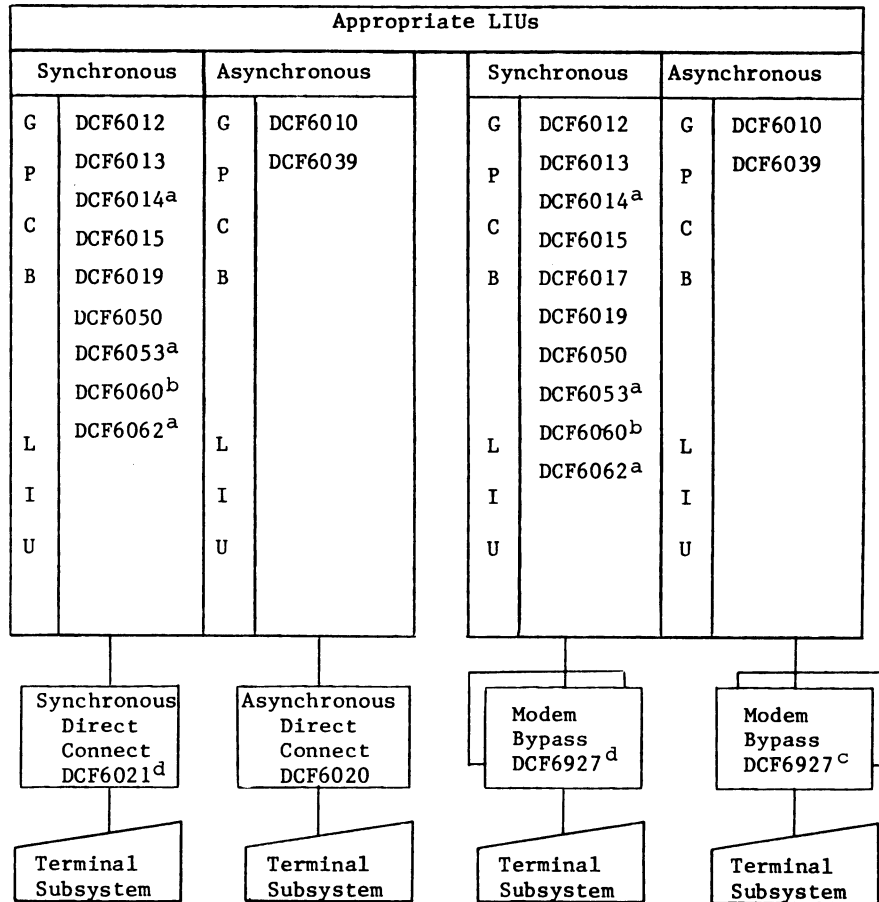 Appropriate LIUs
Synchronous Asynchronous Synchronous Asynchronous
G DCF6012 G DCF6010 G DCF6012 G DCF6010
P DCF6013 P DCF6039 P DCF6013 P DCF6039
DCF6014a DCF6014a
C DCF6015 C C DCF6015 C
B DCF6019 B B DCF6017 B
DCF6050 DCF6019
DCF6053a DCF6050
DCF6060b DCF6053a
L DCF6062a L L DCF6060b L
DCF6062a
I I I I
U U U U
Synchronous
Direct
Connect
DCF6021d
Asynchronous
Direct
Connect
DCF6020
Modem
Bypass
DCF6927d
Modem
Bypass
DCF6927c
Terminal
Subsystem
Terminal
Subsystem
Terminal
Subsystem
Terminal
Subsystem